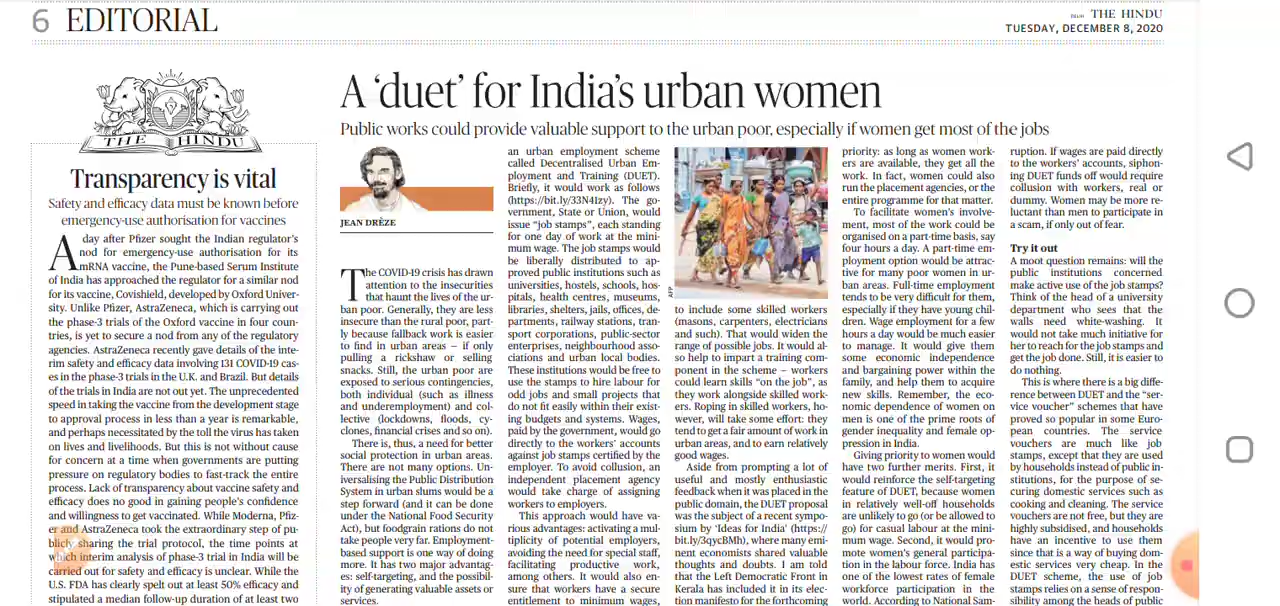 6 EDITORIAL
THE HINDU
TUESDAY, DECEMBER 8, 2020
THE HINDU
Transparency is vital
Safety and efficacy data must be known before
emergency-use authorisation for vaccines
A day after Pfizer sought the Indian regulator's
nod for emergency-use authorisation for its
mRNA vaccine, the Pune-based Serum Institute
of India has approached the regulator for a similar nod
for its vaccine, Covishield, developed by Oxford Univer-
sity. Unlike Pfizer, AstraZeneca, which is carrying out
the phase-3 trials of the Oxford vaccine in four coun-
tries, is yet to secure a nod from any of the regulatory
agencies. AstraZeneca recently gave details of the inte-
rim safety and efficacy data involving 131 COVID-19 cas-
es in the phase-3 trials in the U.K. and Brazil. But details
of the trials in India are not out yet. The unprecedented
speed in taking the vaccine from the development stage
to approval process in less than a year is remarkable,
and perhaps necessitated by the toll the virus has taken
on lives and livelihoods. But this is not without cause
for concern at a time when governments are putting
pressure on regulatory bodies to fast-track the entire
process. Lack of transparency about vaccine safety and
efficacy does no good in gaining people's confidence
and willingness to get vaccinated. While Moderna, Pfiz-
er and AstraZeneca took the extraordinary step of pu-
blicly sharing the trial protocol, the time points at
which interim analysis of phase-3 trial in India will be
carried out for safety and efficacy is unclear. While the
U.S. FDA has clearly spelt out at least 50% efficacy and
stipulated a median follow-up duration of at least two
A 'duet' for India's urban women
Public works could provide valuable support to the urban poor, especially if women get most of the jobs
JEAN DRÈZE
The COVID-19 crisis has drawn
attention to the insecurities
that haunt the lives of the ur-
ban poor. Generally, they are less
insecure than the rural poor, part-
ly because fallback work is easier
to find in urban areas – if only
pulling a rickshaw or selling
snacks. Still, the urban poor are
exposed to serious contingencies,
both individual (such as illness
and underemployment) and col-
lective (lockdowns, floods, cy-
clones, financial crises and so on).
There is, thus, a need for better
social protection in urban areas.
There are not many options. Un-
iversalising the Public Distribution
System in urban slums would be a
step forward (and it can be done
under the National Food Security
Act), but foodgrain rations do not
take people very far. Employment-
based support is one way of doing
more. It has two major advantag-
es: self-targeting, and the possibil-
ity of generating valuable assets or
services.
an urban employment scheme
called Decentralised Urban Em-
ployment and Training (DUET).
Briefly, it would work as follows
(https://bit.ly/33N4Izy). The go-
vernment, State or Union, would
issue “job stamps”, each standing
for one day of work at the mini-
mum wage. The job stamps would
be liberally distributed to ap-
proved public institutions such as
universities, hostels, schools, hos-
pitals, health centres, museums,
libraries, shelters, jails, offices, de-
partments, railway stations, tran-
sport corporations, public-sector
enterprises, neighbourhood asso-
ciations and urban local bodies.
These institutions would be free to
use the stamps to hire labour for
odd jobs and small projects that
do not fit easily within their exist-
ing budgets and systems. Wages,
paid by the government, would go
directly to the workers' accounts
against job stamps certified by the
employer. To avoid collusion, an
independent placement agency
would take charge of assigning
workers to employers.
This approach would have va-
rious advantages: activating a mul-
tiplicity of potential employers,
avoiding the need for special staff,
facilitating productive work,
among others. It would also en-
sure that workers have a secure
entitlement to minimum wages,
AFP
to include some skilled workers
(masons, carpenters, electricians
and such). That would widen the
range of possible jobs. It would al-
so help to impart a training com-
ponent in the scheme – workers
could learn skills “on the job”, as
they work alongside skilled work-
ers. Roping in skilled workers, ho-
wever, will take some effort: they
tend to get a fair amount of work in
urban areas, and to earn relatively
good wages.
Aside from prompting a lot of
useful and mostly enthusiastic
feedback when it was placed in the
public domain, the DUET proposal
was the subject of a recent sympo-
sium by 'Ideas for India' (https://
bit.ly/3qycBMh), where many emi-
nent economists shared valuable
thoughts and doubts. I am told
that the Left Democratic Front in
Kerala has included it in its elec-
tion manifesto for the forthcoming
priority: as long as women work-
ers are available, they get all the
work. In fact, women could also
run the placement agencies, or the
entire programme for that matter.
To facilitate women's involve-
ment, most of the work could be
organised on a part-time basis, say
four hours a day. A part-time em-
ployment option would be attrac-
tive for many poor women in ur-
ban areas. Full-time employment
tends to be very difficult for them,
especially if they have young chil-
dren. Wage employment for a few
hours a day would be much easier
to manage. It would give them
some economic independence
and bargaining power within the
family, and help them to acquire
new skills. Remember, the eco-
nomic dependence of women on
men is one of the prime roots of
gender inequality and female op-
pression in India.
Giving priority to women would
have two further merits. First, it
would reinforce the self-targeting
feature of DUET, because women
in relatively well-off households
are unlikely to go (or be allowed to
go) for casual labour at the mini-
mum wage. Second, it would pro-
mote women's general participa-
tion in the labour force. India has
one of the lowest rates of female
workforce participation in the
world. According to National Sam-
ruption. If wages are paid directly
to the workers' accounts, siphon-
ing DUET funds off would require
collusion with workers, real or
dummy. Women may be more re-
luctant than men to participate in
a scam, if only out of fear.
Try it out
A moot question remains: will the
public institutions concerned
make active use of the job stamps?
Think of the head of a university
department who sees that the
walls need white-washing. It
would not take much initiative for
her to reach for the job stamps and
get the job done. Still, it is easier to
do nothing.
This is where there is a big diffe-
rence between DUET and the “ser-
vice voucher” schemes that have
proved so popular in some Euro-
pean countries. The service
vouchers are much like job
stamps, except that they are used
by households instead of public in-
stitutions, for the purpose of se-
curing domestic services such as
cooking and cleaning. The service
vouchers are not free, but they are
highly subsidised, and households
have an incentive to use them
since that is a way of buying dom-
estic services very cheap. In the
DUET scheme, the use of job
stamps relies on a sense of respon-
sibility among the heads of public